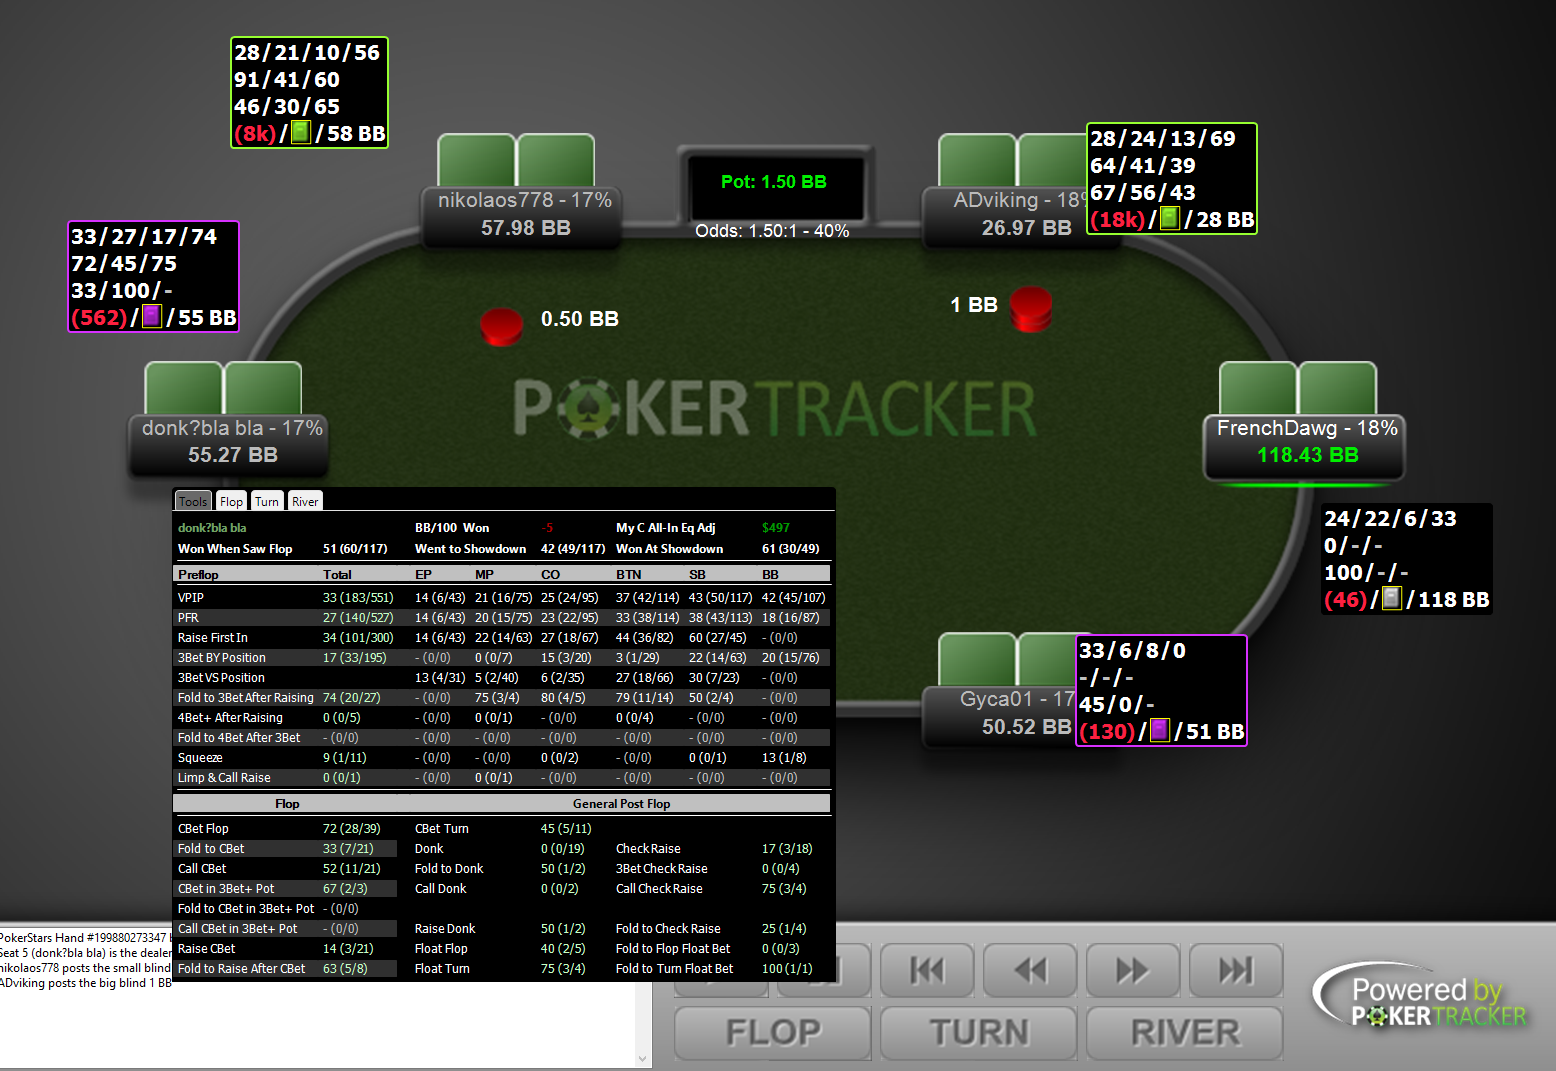 28/21/10/56
91/41/60
46/30/65
(8k)/ /58 BB
28/24/13/69
64/41/39
67/56/43
(18k)/ /28 BB
nikolaos778 - 17%
57.98 BB
Pot: 1.50 BB
Odds: 1.50:1 - 40%
ADviking - 18%
26.97 BB
33/27/17/74
72/45/75
33/100/-
(562)/ /55 BB
0.50 BB
1 BB
POKERTRACKER
donk?bla bla - 17%
55.27 BB
FrenchDawg - 18%
118.43 BB
24/22/6/33
0/-/-
100/-/-
(46)/ /118 BB
Gyca01 - 17
50.52 BB
33/6/8/0
-/-/-
45/0/-
(130)/ /51 BB
Tools Flop Turn River
donk?bla bla BB/100 Won -5 My C All-In Eq Adj $497
Won When Saw Flop 51 (60/117) Went to Showdown 42 (49/117) Won At Showdown 61 (30/49)
Preflop Total EP MP CO BTN SB BB
VPIP 33 (183/551) 14 (6/43) 21 (16/75) 25 (24/95) 37 (42/114) 43 (50/117) 42 (45/107)
PFR 27 (140/527) 14 (6/43) 20 (15/75) 23 (22/95) 33 (38/114) 38 (43/113) 18 (16/87)
Raise First In 34 (101/300) 14 (6/43) 22 (14/63) 27 (18/67) 44 (36/82) 60 (27/45) - (0/0)
3Bet BY Position 17 (33/195) - (0/0) 0 (0/7) 15 (3/20) 3 (1/29) 22 (14/63) 20 (15/76)
3Bet VS Position 13 (4/31) 5 (2/40) 6 (2/35) 27 (18/66) 30 (7/23) - (0/0)
Fold to 3Bet After Raising 74 (20/27) - (0/0) 75 (3/4) 80 (4/5) 79 (11/14) 50 (2/4) - (0/0)
4Bet+ After Raising 0 (0/5) - (0/0) 0 (0/1) - (0/0) 0 (0/4) - (0/0) - (0/0)
Fold to 4Bet After 3Bet - (0/0) - (0/0) - (0/0) - (0/0) - (0/0) - (0/0) - (0/0)
Squeeze 9 (1/11) - (0/0) - (0/0) 0 (0/2) - (0/0) 0 (0/1) 13 (1/8)
Limp & Call Raise 0 (0/1) - (0/0) 0 (0/1) - (0/0) - (0/0) - (0/0) - (0/0)
Flop General Post Flop
CBet Flop 72 (28/39) CBet Turn 45 (5/11)
Fold to CBet 33 (7/21) Donk 0 (0/19) Check Raise 17 (3/18)
Call CBet 52 (11/21) Fold to Donk 50 (1/2) 3Bet Check Raise 0 (0/4)
CBet in 3Bet+ Pot 67 (2/3) Call Donk 0 (0/2) Call Check Raise 75 (3/4)
Fold to CBet in 3Bet+ Pot - (0/0)
Call CBet in 3Bet+ Pot - (0/0) Raise Donk 50 (1/2) Fold to Check Raise 25 (1/4)
Raise CBet 14 (3/21) Float Flop 40 (2/5) Fold to Flop Float Bet 0 (0/3)
Fold to Raise After CBet 63 (5/8) Float Turn 75 (3/4) Fold to Turn Float Bet 100 (1/1)
PokerStars Hand #199880273347
Seat 5 (donk?bla bla) is the dealer
nikolaos778 posts the small blind
ADviking posts the big blind 1 BB
FLOP TURN RIVER
Powered by
POKERTRACKER